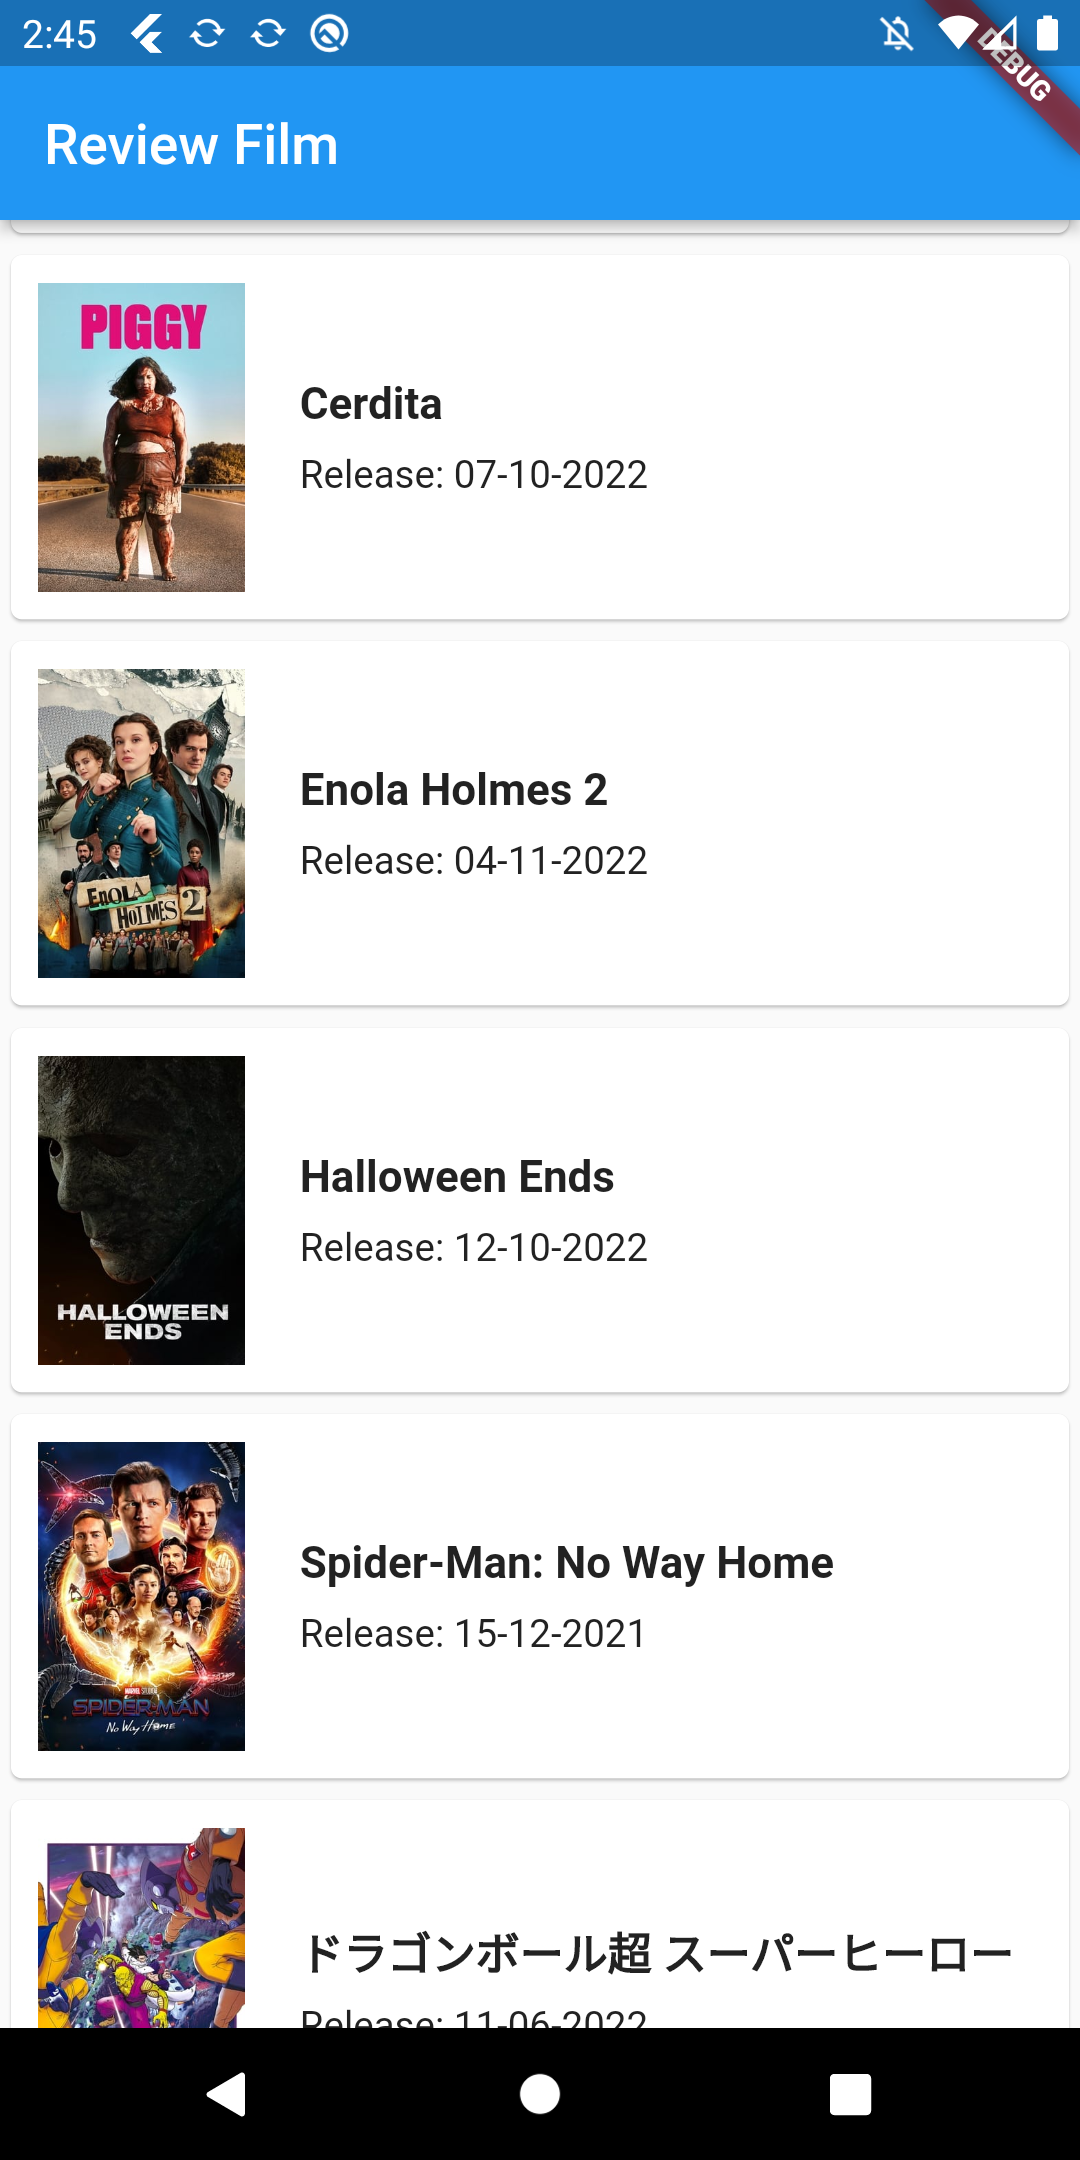 2:45
DEBUG
Review Film
PIGGY
Cerdita
Release: 07-10-2022
ENOLA
HOLMES 2
Enola Holmes 2
Release: 04-11-2022
HALLOWEEN
ENDS
Halloween Ends
Release: 12-10-2022
MARVEL STUDIOS
SPIDER-MAN
No Way Home
Spider-Man: No Way Home
Release: 15-12-2021
ドラゴンボール超 スーパーヒーロー
Release: 11-06-2022